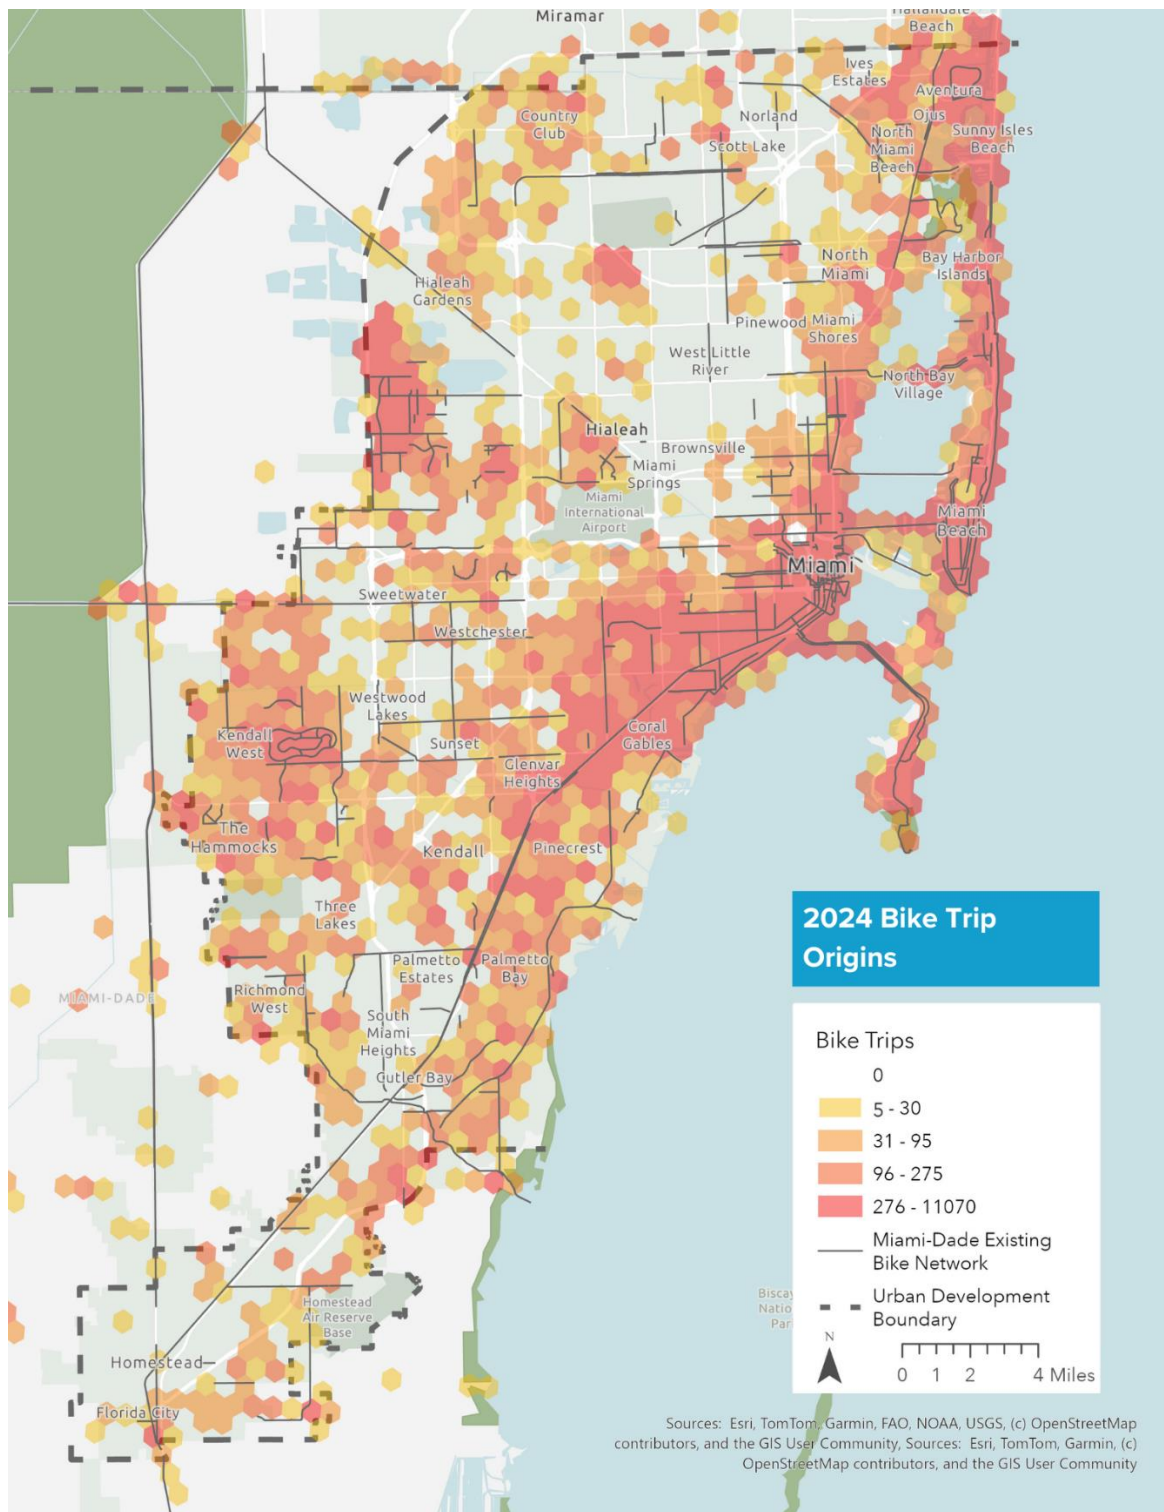 Miramar
Hallandale
Beach
Ives
Estates
Aventura
Country
Club
Norland
Ojus
Scott Lake
North
Miami
Beach
Sunny Isles
Beach
North
Miami
Bay Harbor
Islands
Hialeah
Gardens
Pinewood
Miami
Shores
West Little
River
North Bay
Village
Hialeah
Brownsville
Miami
Springs
Miami
International
Airport
Miami
Beach
Miami
Sweetwater
Westchester
Westwood
Lakes
Kendall
West
Sunset
Coral
Gables
Glenvar
Heights
The
Hammocks
Kendall
Pinecrest
Three
Lakes
Palmetto
Estates
Palmetto
Bay
MIAMI-DADE
Richmond
West
South
Miami
Heights
Cutler Bay
Homestead
Air Reserve
Base
Homestead
Florida City
Biscay
Natio
Par
2024 Bike Trip
Origins
Bike Trips
0
5 - 30
31 - 95
96 - 275
276 - 11070
Miami-Dade Existing
Bike Network
Urban Development
Boundary
N
0 1 2 4 Miles
Sources: Esri, TomTom, Garmin, FAO, NOAA, USGS, (c) OpenStreetMap
contributors, and the GIS User Community, Sources: Esri, TomTom, Garmin, (c)
OpenStreetMap contributors, and the GIS User Community